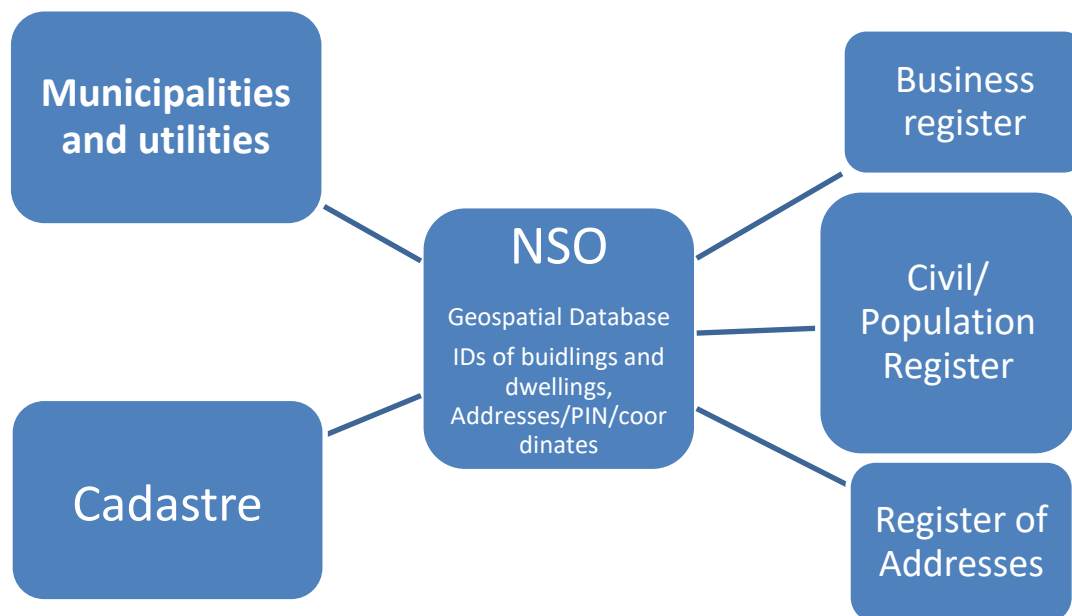 Municipalities
and utilities
Cadastre
NSO
Geospatial Database
IDs of buidlings and
dwellings,
Addresses/PIN/coor
dinates
Business
register
Civil/
Population
Register
Register of
Addresses